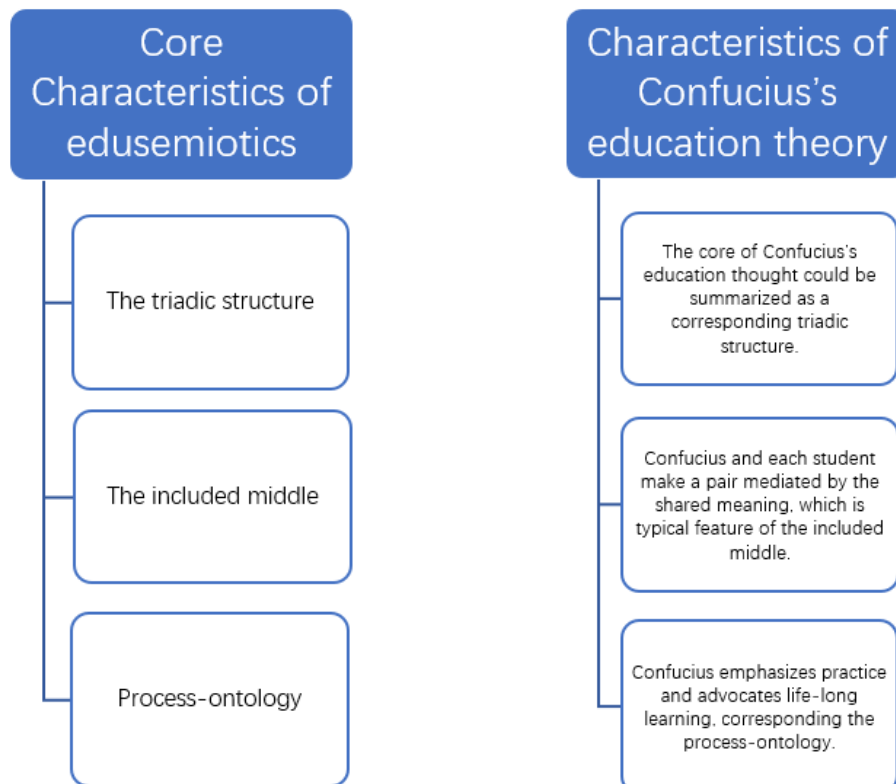 Core
Characteristics of
edusemiotics
The triadic structure
The included middle
Process-ontology
Characteristics of
Confucius's
education theory
The core of Confucius's
education thought could be
summarized as a
corresponding triadic
structure.
Confucius and each student
make a pair mediated by the
shared meaning, which is
typical feature of the included
middle.
Confucius emphasizes practice
and advocates life-long
learning, corresponding the
process-ontology.